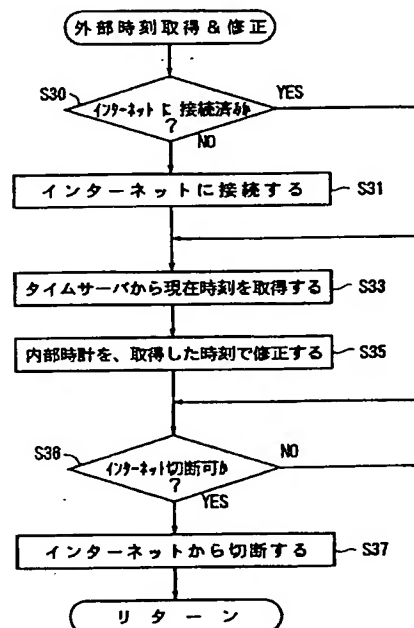 外部時刻取得&修正
S30
インターネットに接続済か
?
YES
NO
インターネットに接続する
S31
タイムサーバから現在時刻を取得する
S33
内部時計を、取得した時刻で修正する
S35
S36
インターネット切断可か
?
NO
YES
インターネットから切断する
S37
リターン